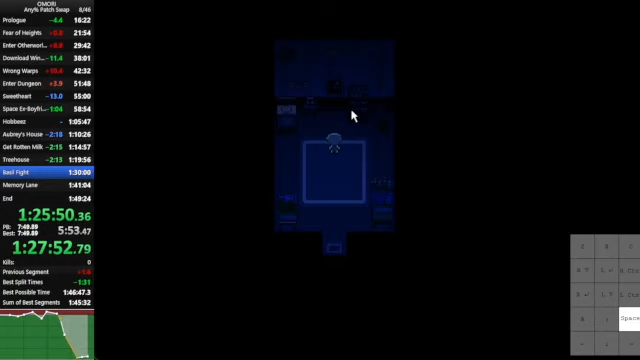 OMORI
Any% Patch Swap 8/46
Prologue -4.4 16:22
Fear of Heights +0.8 21:54
Enter Otherworl... 29:42
Download Win... -11.4 38:01
Wrong Warps +10.4 42:32
Enter Dungeon +3.9 51:48
Sweetheart -13.0 55:00
Space Ex-Boyfri... -1:04 58:54
Hobbeez - 1:05:47
Aubrey's House -2:18 1:10:26
Get Rotten Milk -2:15 1:14:57
Treehouse -2:13 1:19:56
Basil Fight 1:30:00
Memory Lane 1:41:04
End 1:49:24
1:25:50.36
PB: 7:49.89
Best: 7:49.89
5:53.47
1:27:52.79
Kills: 0
Previous Segment +1.6
Best Split Times -1:31
Best Possible Time 1:46:47.3
Sum of Best Segments 1:45:32
Space